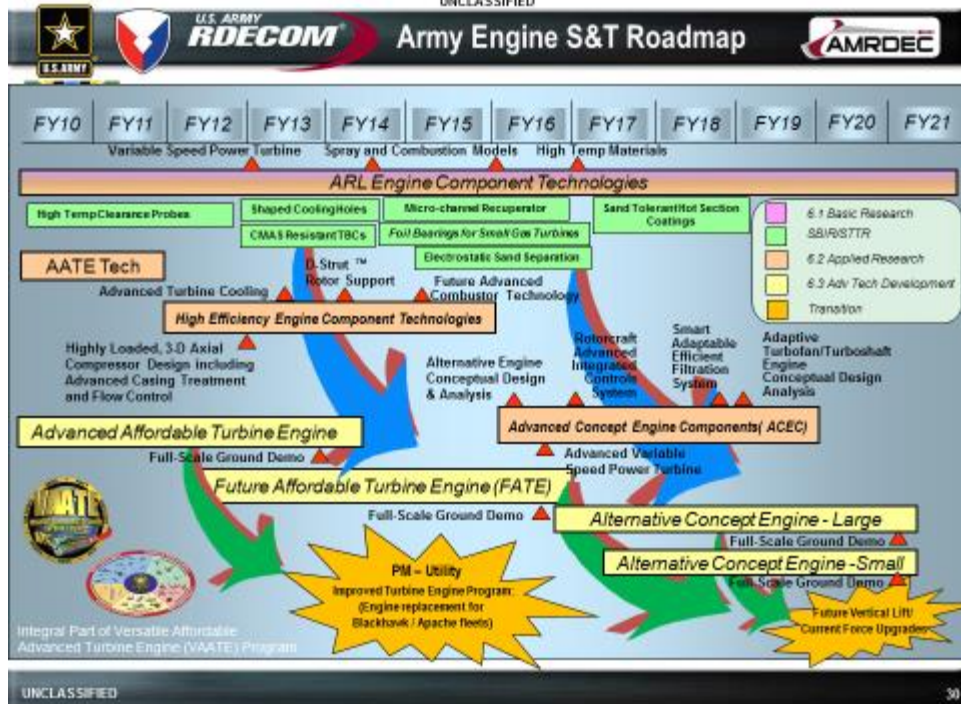 UNCLASSIFIED
U.S. ARMY
U.S. ARMY
RDECOM
Army Engine S&T Roadmap
AMRDEC
FY10
FY11
FY12
FY13
FY14
FY15
FY16
FY17
FY18
FY19
FY20
FY21
Variable Speed Power Turbine
Spray and Combustion Models
High Temp Materials
ARL Engine Component Technologies
High Temp Clearance Probes
Shaped Cooling Holes
Micro-channel Recuperator
Sand Tolerant Hot Section
Coatings
CMAS Resistant TBCs
Foil Bearings for Small Gas Turbines
Electrostatic Sand Separation
6.1 Basic Research
SBIR/STTR
6.2 Applied Research
6.3 Adv Tech Development
Transition
AATE Tech
D-Strut ™
Rotor Support
Advanced Turbine Cooling
Future Advanced
Combustor Technology
High Efficiency Engine Component Technologies
Highly Loaded, 3-D Axial
Compressor Design including
Advanced Casing Treatment
and Flow Control
Alternative Engine
Conceptual Design
& Analysis
Rotorcraft
Advanced
Integrated
Controls
System
Smart
Adaptable
Efficient
Filtration
System
Adaptive
Turbofan/Turboshaft
Engine
Conceptual Design
Analysis
Advanced Concept Engine Components( ACEC)
Advanced Affordable Turbine Engine
Full-Scale Ground Demo
Advanced Variable
Speed Power Turbine
Future Affordable Turbine Engine (FATE)
Full-Scale Ground Demo
Alternative Concept Engine - Large
Full-Scale Ground Demo
Alternative Concept Engine -Small
Full-Scale Ground Demo
VAATE
PM – Utility
Improved Turbine Engine Program:
(Engine replacement for
Blackhawk / Apache fleets)
Future Vertical Lift/
Current Force Upgrades
Integral Part of Versatile Affordable
Advanced Turbine Engine (VAATE) Program
UNCLASSIFIED
30